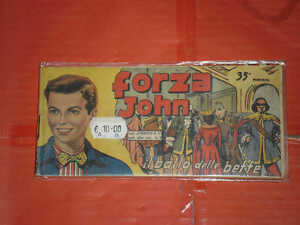 forza
John
35
€ 10.00
il ballo delle beffe